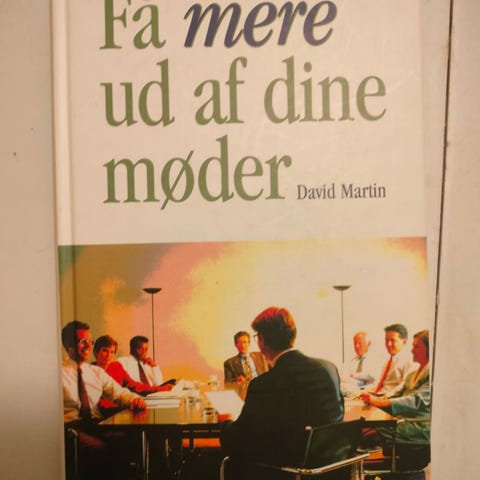 Få mere
ud af dine
møder
David Martin